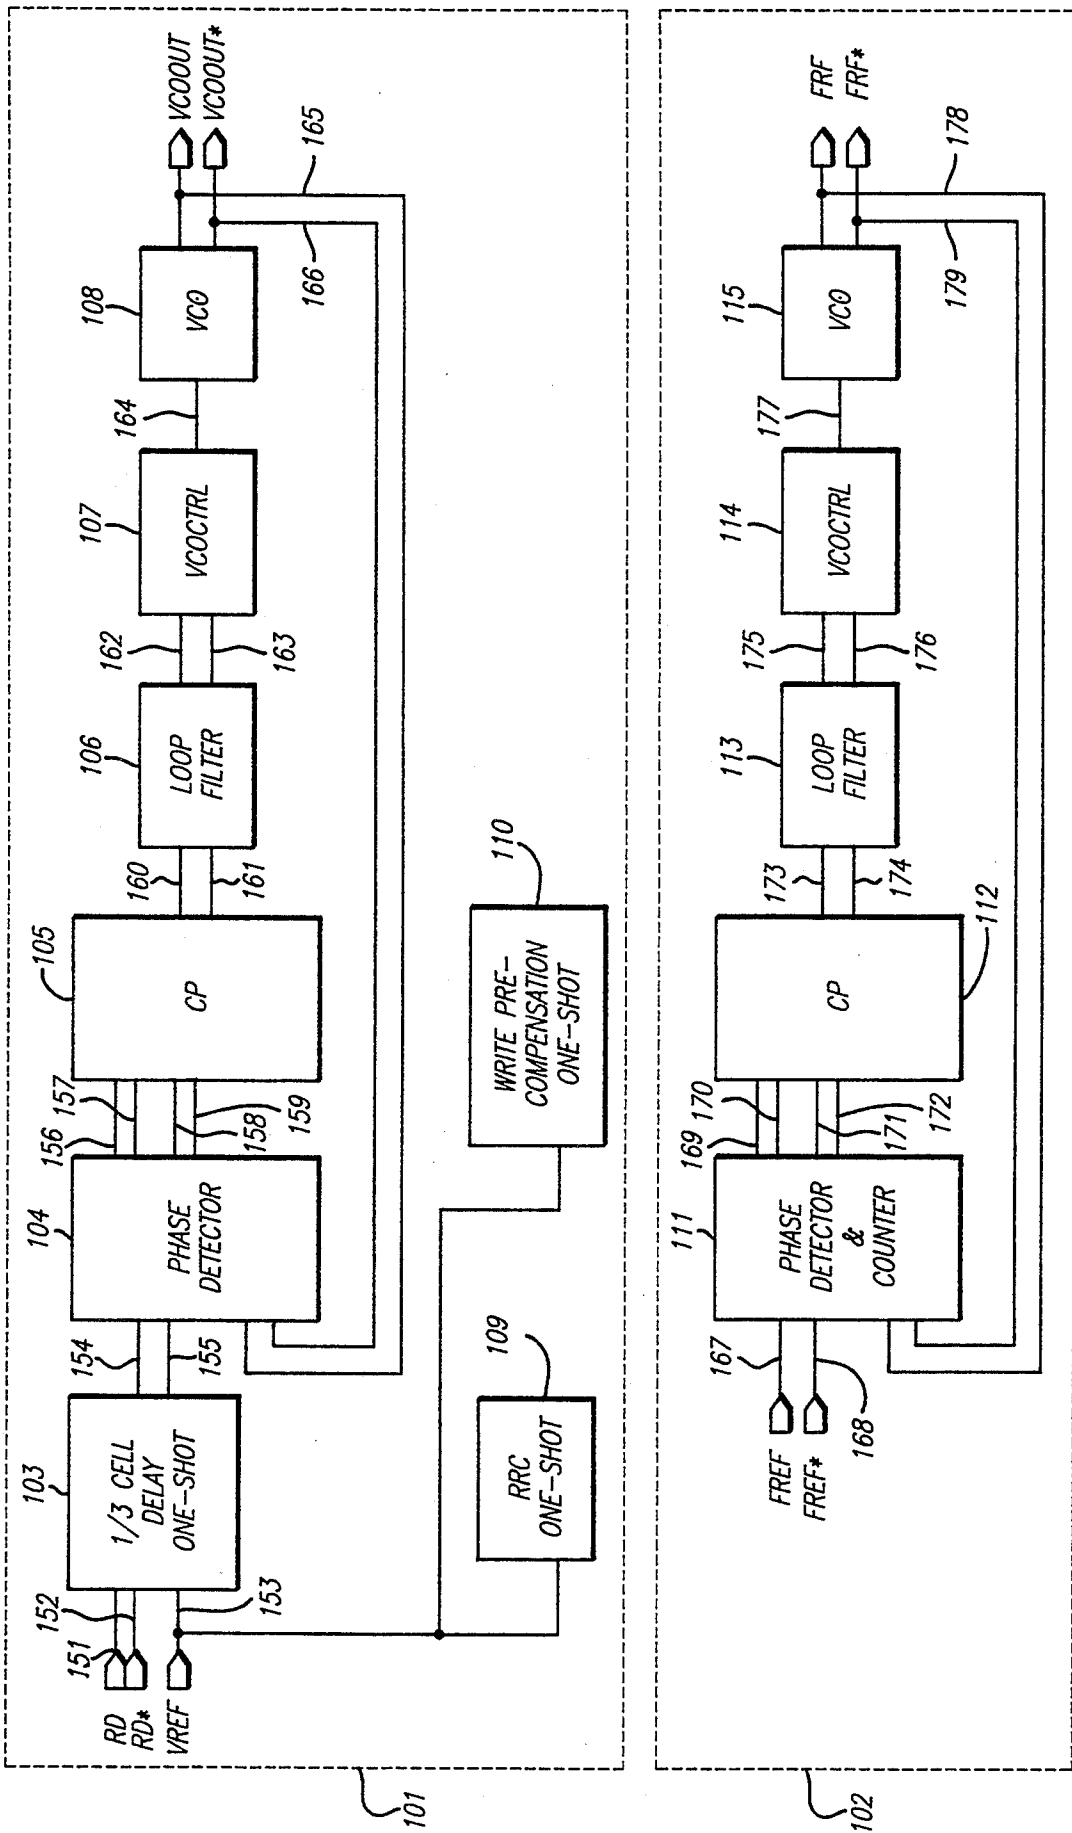 101
RD
RD*
VREF
151
152
153
103
1/3 CELL
DELAY
ONE-SHOT
154
155
104
PHASE
DETECTOR
156
157
158
159
105
CP
160
161
106
LOOP
FILTER
162
163
107
VCOCTRL
164
108
VCO
VCOOUT
VCOOUT*
165
166
109
RRC
ONE-SHOT
110
WRITE PRE-
COMPENSATION
ONE-SHOT
102
FREF
FREF*
167
168
111
PHASE
DETECTOR
&
COUNTER
169
170
171
172
112
CP
173
174
113
LOOP
FILTER
175
176
114
VCOCTRL
177
115
VCO
FRF
FRF*
178
179